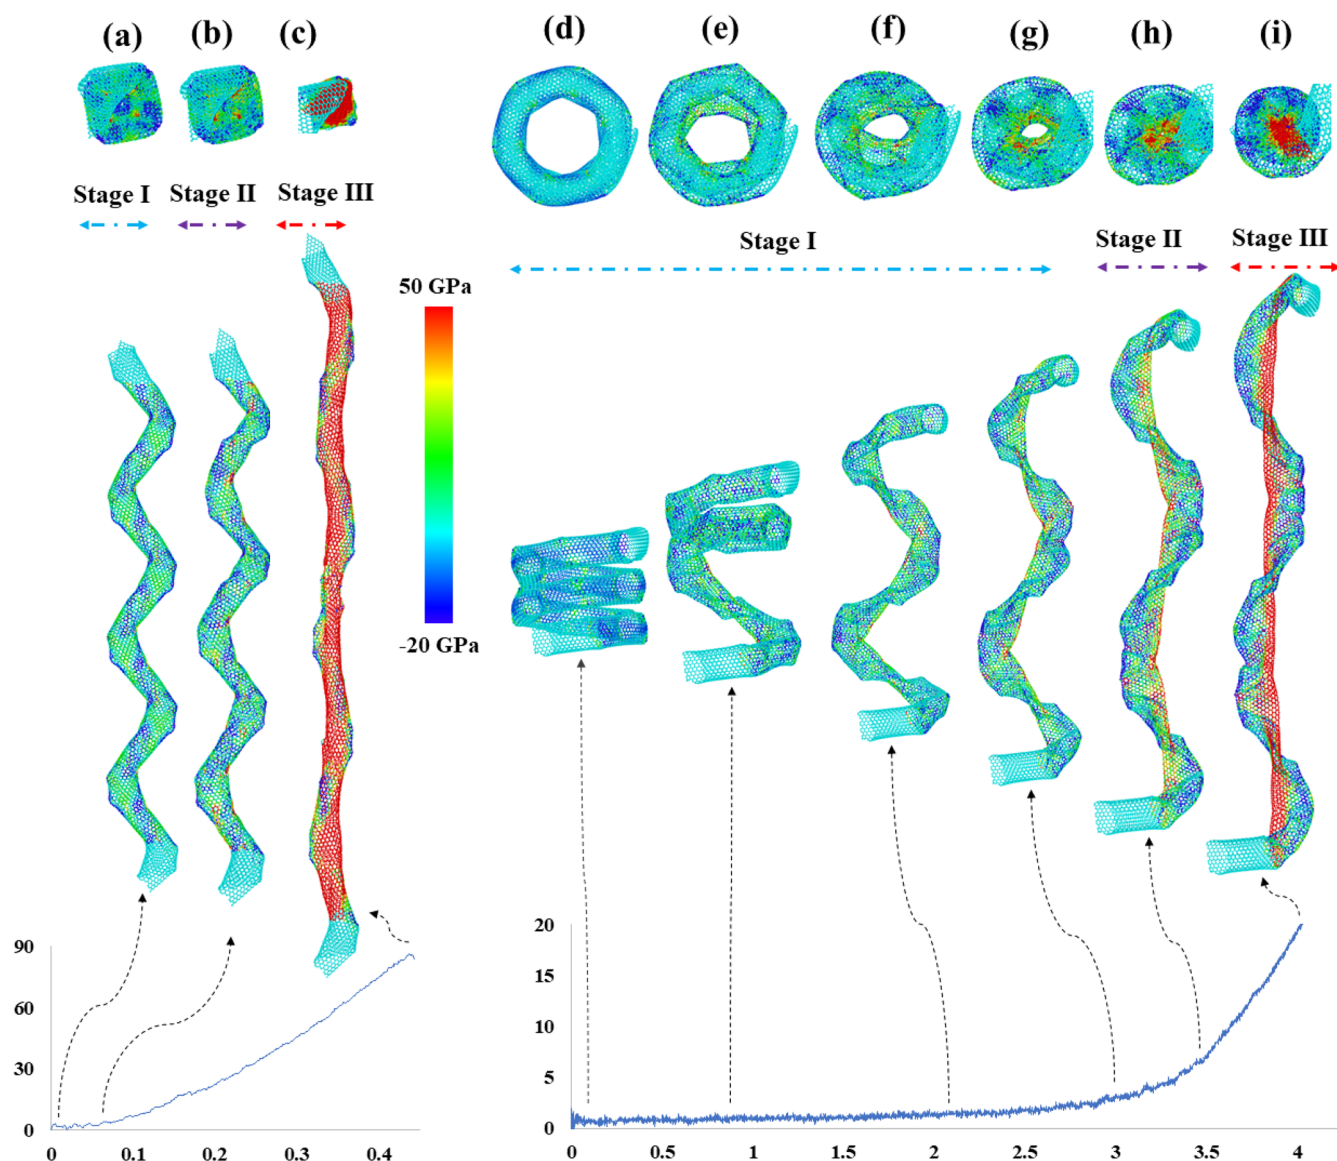 (a) (b) (c) (d) (e) (f) (g) (h) (i)
Stage I Stage II Stage III
Stage I Stage II Stage III
50 GPa
-20 GPa
90
60
30
0
0 0.1 0.2 0.3 0.4
20
15
10
5
0
0 0.5 1 1.5 2 2.5 3 3.5 4